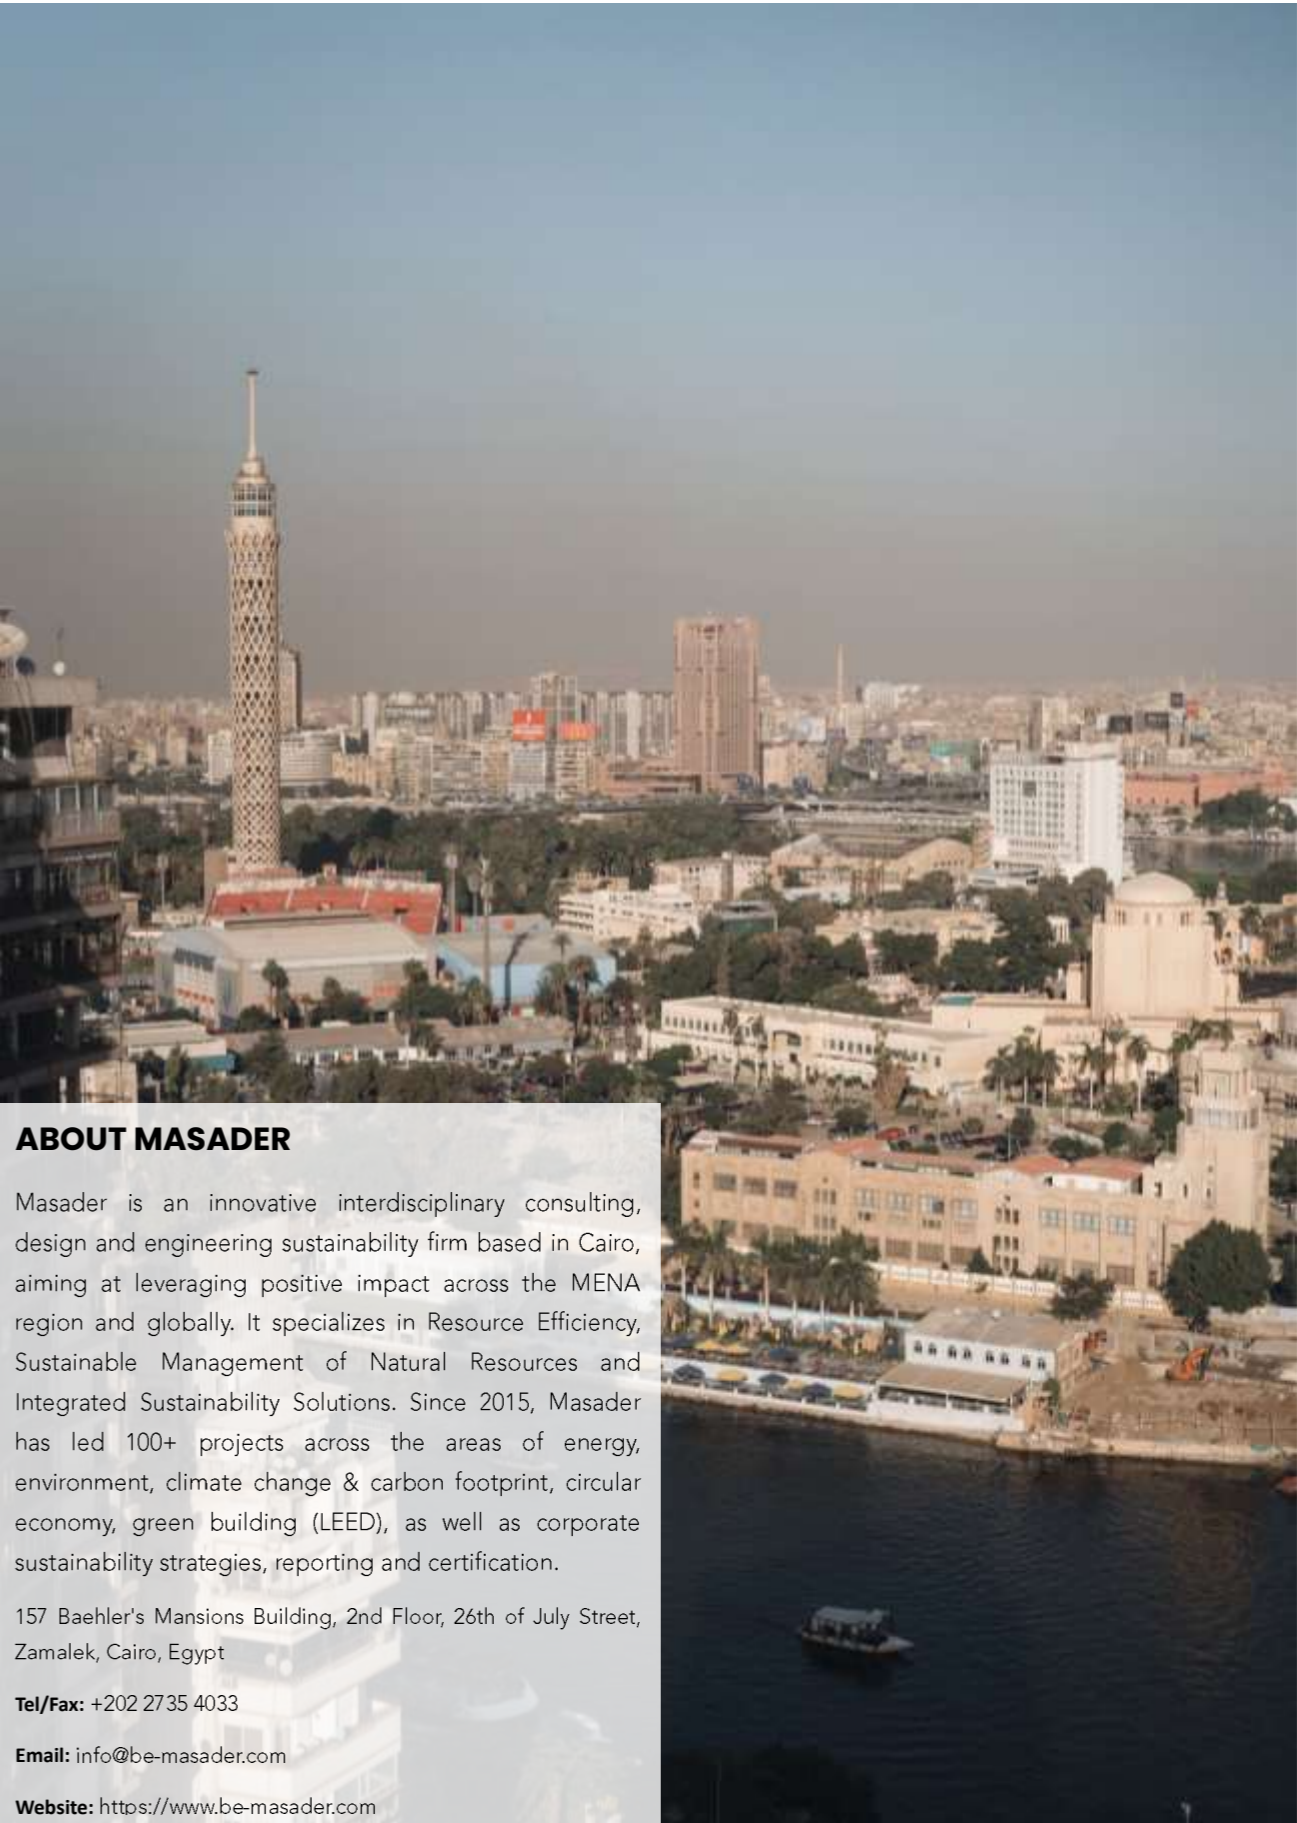 ABOUT MASADER
Masader is an innovative interdisciplinary consulting,
design and engineering sustainability firm based in Cairo,
aiming at leveraging positive impact across the MENA
region and globally. It specializes in Resource Efficiency,
Sustainable Management of Natural Resources and
Integrated Sustainability Solutions. Since 2015, Masader
has led 100+ projects across the areas of energy,
environment, climate change & carbon footprint, circular
economy, green building (LEED), as well as corporate
sustainability strategies, reporting and certification.
157 Baehler's Mansions Building, 2nd Floor, 26th of July Street,
Zamalek, Cairo, Egypt
Tel/Fax: +202 2735 4033
Email: info@be-masader.com
Website: https://www.be-masader.com